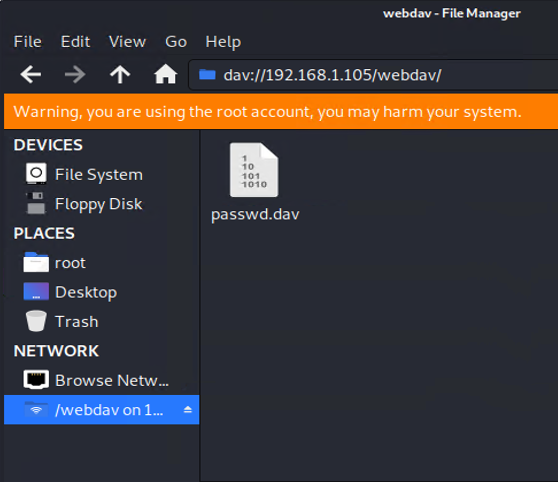 webdav - File Manager
File Edit View Go Help
dav://192.168.1.105/webdav/
Warning, you are using the root account, you may harm your system.
DEVICES
File System
Floppy Disk
PLACES
root
Desktop
Trash
NETWORK
Browse Netw...
/webdav on 1...
1
10
101
1010
passwd.dav